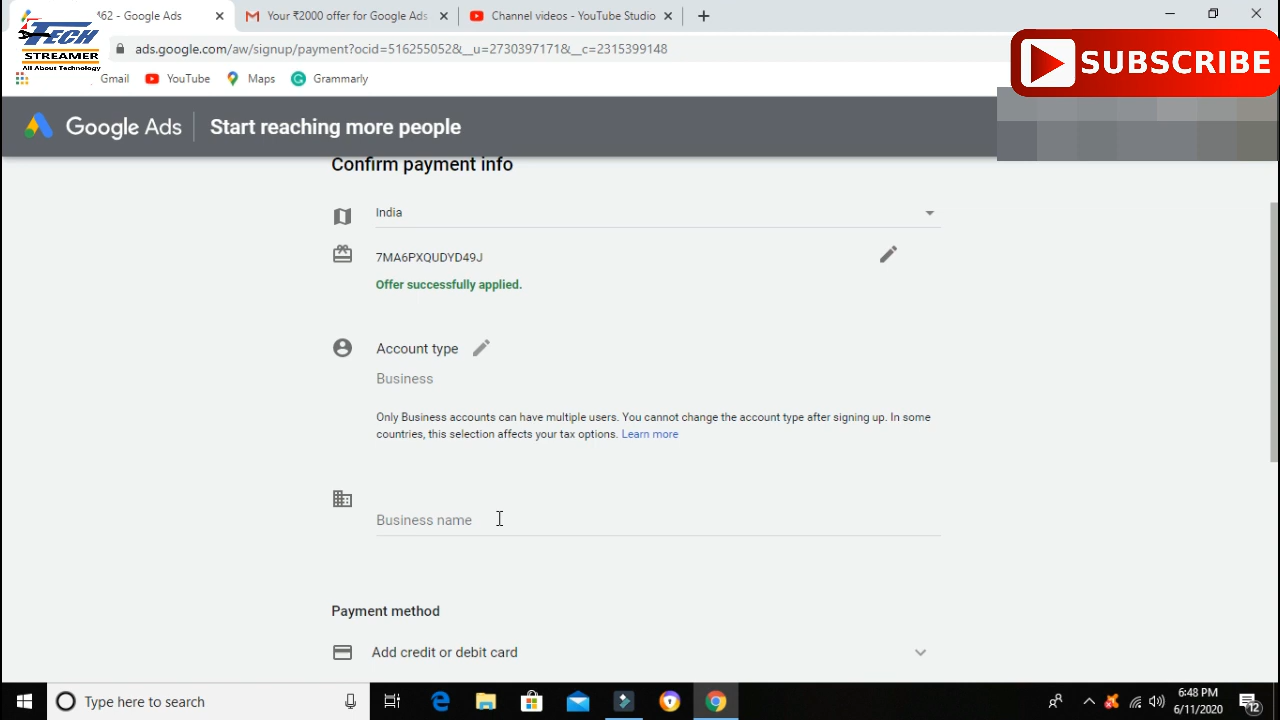 462 - Google Ads
Your ₹2000 offer for Google Ads
Channel videos - YouTube Studio
TECH
STREAMER
All About Technology
ads.google.com/aw/signup/payment?ocid=516255052&__u=2730397171&__c=2315399148
SUBSCRIBE
Gmail
YouTube
Maps
Grammarly
Google Ads
Start reaching more people
Confirm payment info
India
7MA6PXQUDYD49J
Offer successfully applied.
Account type
Business
Only Business accounts can have multiple users. You cannot change the account type after signing up. In some
countries, this selection affects your tax options. Learn more
Business name
Payment method
Add credit or debit card
Type here to search
6:48 PM
6/11/2020
12